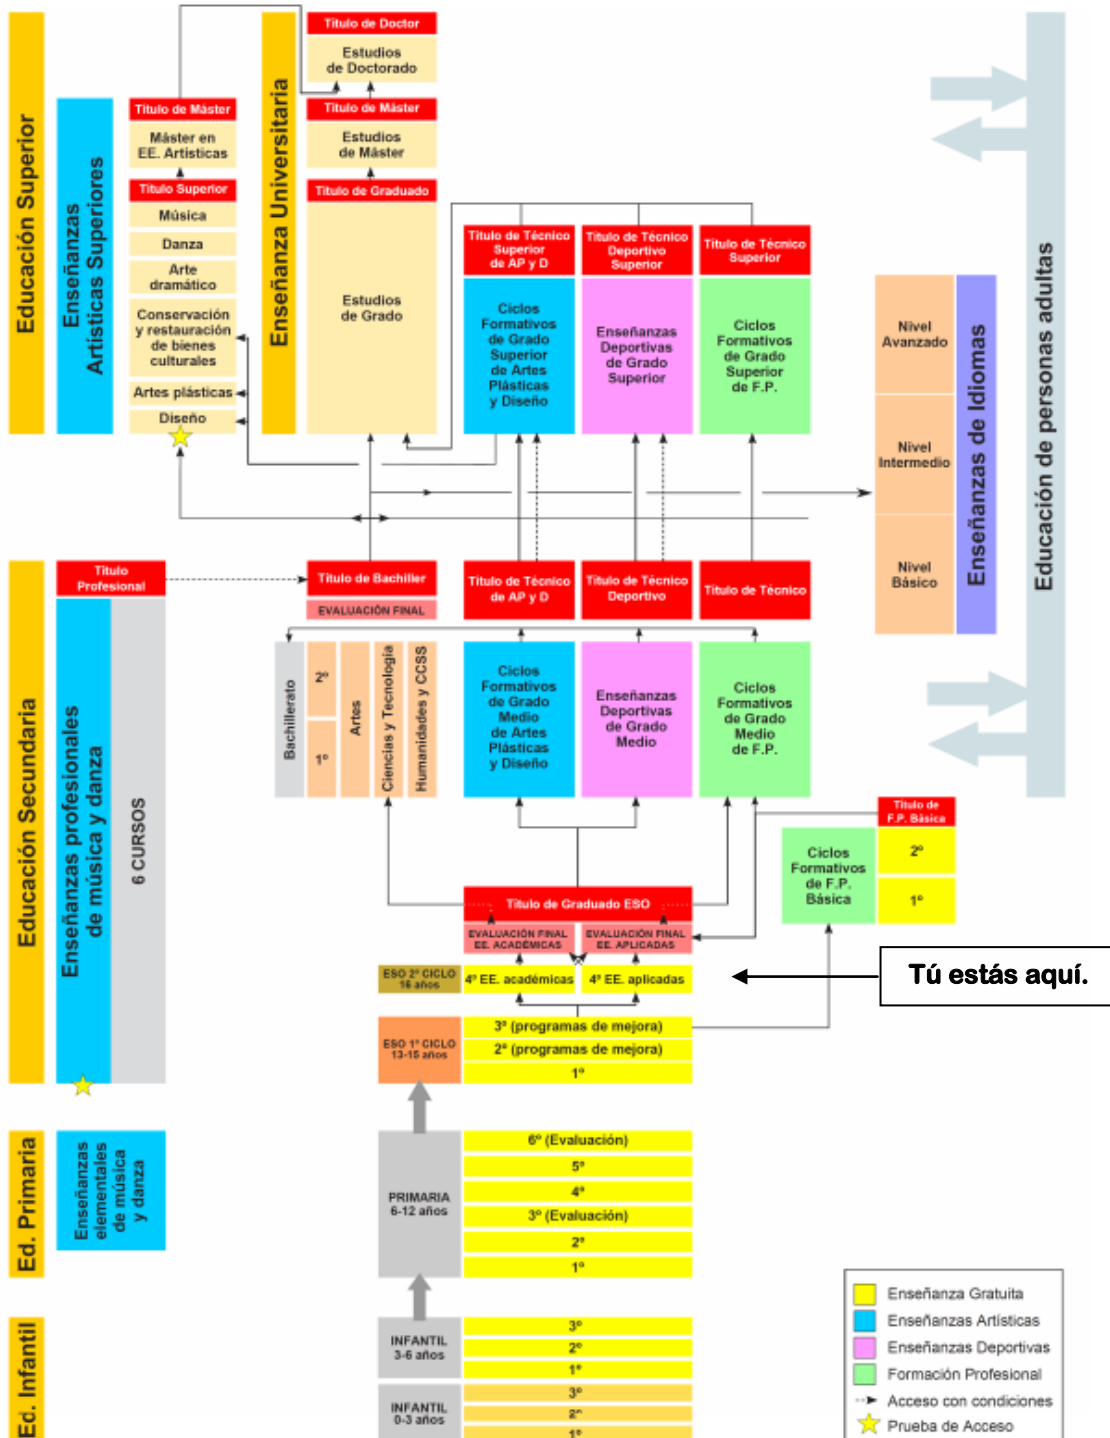 Educación Superior
Enseñanzas
Artísticas Superiores
Título de Máster
Máster en
EE. Artísticas
Título Superior
Música
Danza
Arte
dramático
Conservación
y restauración
de bienes
culturales
Artes plásticas
Diseño
Enseñanza Universitaria
Título de Doctor
Estudios
de Doctorado
Título de Máster
Estudios
de Máster
Título de Graduado
Estudios
de Grado
Título de Técnico
Superior
de AP y D
Ciclos
Formativos
de Grado
Superior
de Artes
Plásticas
y Diseño
Título de Técnico
Deportivo
Superior
Enseñanzas
Deportivas
de Grado
Superior
Título de Técnico
Superior
Ciclos
Formativos
de Grado
Superior
de F.P.
Nivel
Avanzado
Nivel
Intermedio
Nivel
Básico
Enseñanzas de Idiomas
Educación de personas adultas
Educación Secundaria
Título
Profesional
Enseñanzas profesionales
de música y danza
6 CURSOS
Título de Bachiller
EVALUACIÓN FINAL
Bachillerato
2º
1º
Artes
Ciencias y Tecnología
Humanidades y CCSS
Título de Técnico
de AP y D
Ciclos
Formativos
de Grado
Medio
de Artes
Plásticas
y Diseño
Título de Técnico
Deportivo
Enseñanzas
Deportivas
de Grado
Medio
Título de Técnico
Ciclos
Formativos
de Grado
Medio
de F.P.
Título de
F.P. Básica
Ciclos
Formativos
de F.P.
Básica
2º
1º
Título de Graduado ESO
EVALUACIÓN FINAL
EE. ACADÉMICAS
EVALUACIÓN FINAL
EE. APLICADAS
ESO 2º CICLO
16 años
4º EE. académicas
4º EE. aplicadas
Tú estás aquí.
ESO 1º CICLO
13-15 años
3º (programas de mejora)
2º (programas de mejora)
1º
Ed. Primaria
Enseñanzas
elementales
de música
y danza
PRIMARIA
6-12 años
6º (Evaluación)
5º
4º
3º (Evaluación)
2º
1º
Ed. Infantil
INFANTIL
3-6 años
3º
2º
1º
INFANTIL
0-3 años
3º
2º
1º
Enseñanza Gratuita
Enseñanzas Artísticas
Enseñanzas Deportivas
Formación Profesional
Acceso con condiciones
Prueba de Acceso